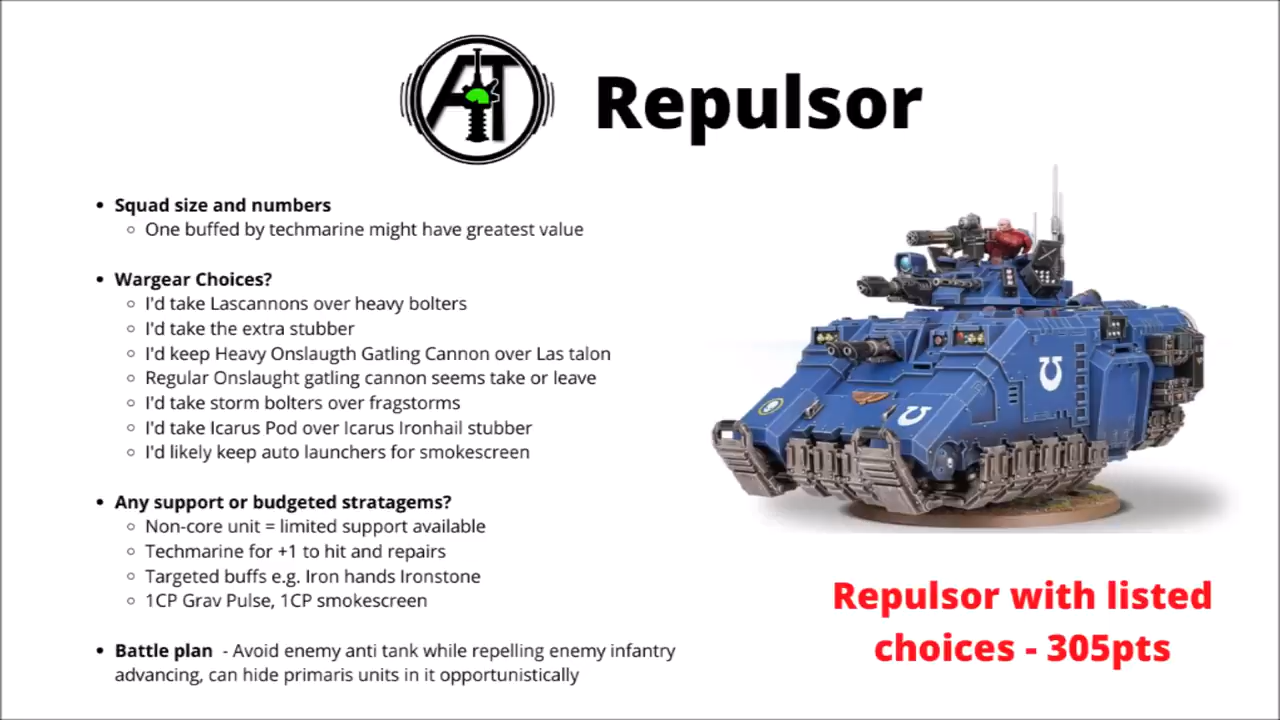 AT
Repulsor
• Squad size and numbers
◦ One buffed by techmarine might have greatest value
• Wargear Choices?
◦ I'd take Lascannons over heavy bolters
◦ I'd take the extra stubber
◦ I'd keep Heavy Onslaugth Gatling Cannon over Las talon
◦ Regular Onslaught gatling cannon seems take or leave
◦ I'd take storm bolters over fragstorms
◦ I'd take Icarus Pod over Icarus Ironhail stubber
◦ I'd likely keep auto launchers for smokescreen
• Any support or budgeted stratagems?
◦ Non-core unit = limited support available
◦ Techmarine for +1 to hit and repairs
◦ Targeted buffs e.g. Iron hands Ironstone
◦ 1CP Grav Pulse, 1CP smokescreen
• Battle plan - Avoid enemy anti tank while repelling enemy infantry
advancing, can hide primaris units in it opportunistically
Repulsor with listed
choices - 305pts